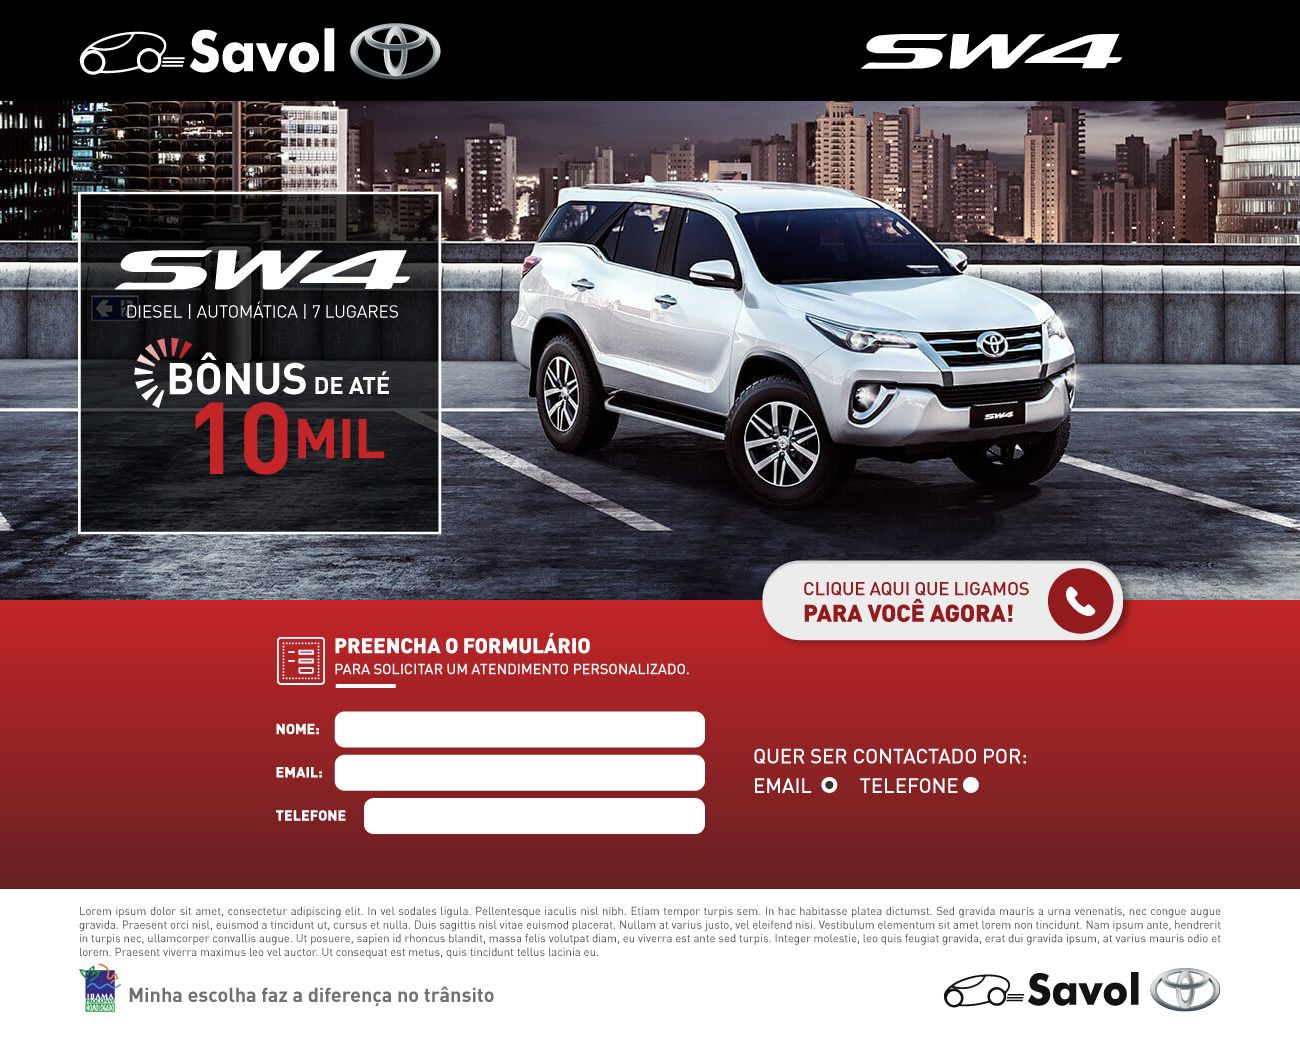 Savol
SW4
SW4
DIESEL | AUTOMÁTICA | 7 LUGARES
BÔNUS DE ATÉ
10 MIL
SW4
CLIQUE AQUI QUE LIGAMOS
PARA VOCÊ AGORA!
PREENCHA O FORMULÁRIO
PARA SOLICITAR UM ATENDIMENTO PERSONALIZADO.
NOME:
EMAIL:
TELEFONE
QUER SER CONTACTADO POR:
EMAIL TELEFONE
Lorem ipsum dolor sit amet, consectetur adipiscing elit. In vel sodales ligula. Pellentesque iaculis nisl nibh. Etiam tempor turpis sem. In hac habitasse platea dictumst. Sed gravida mauris a urna venenatis, nec congue augue
gravida. Praesent orci nisl, euismod a tincidunt ut, cursus et nulla. Duis sagittis nisl vitae euismod placerat. Nullam at varius justo, vel eleifend nisi. Vestibulum elementum sit amet lorem non tincidunt. Nam ipsum ante, hendrerit
in turpis nec, ullamcorper convallis augue. Ut posuere, sapien id rhoncus blandit, massa felis volutpat diam, eu viverra est ante sed turpis. Integer molestie, leo quis feugiat gravida, erat dui gravida ipsum, at varius mauris odio et
lorem. Praesent viverra maximus leo vel auctor. Ut consequat est metus, quis tincidunt tellus lacinia eu.
IBAMA
HOMOLOGADO
Minha escolha faz a diferença no trânsito
Savol